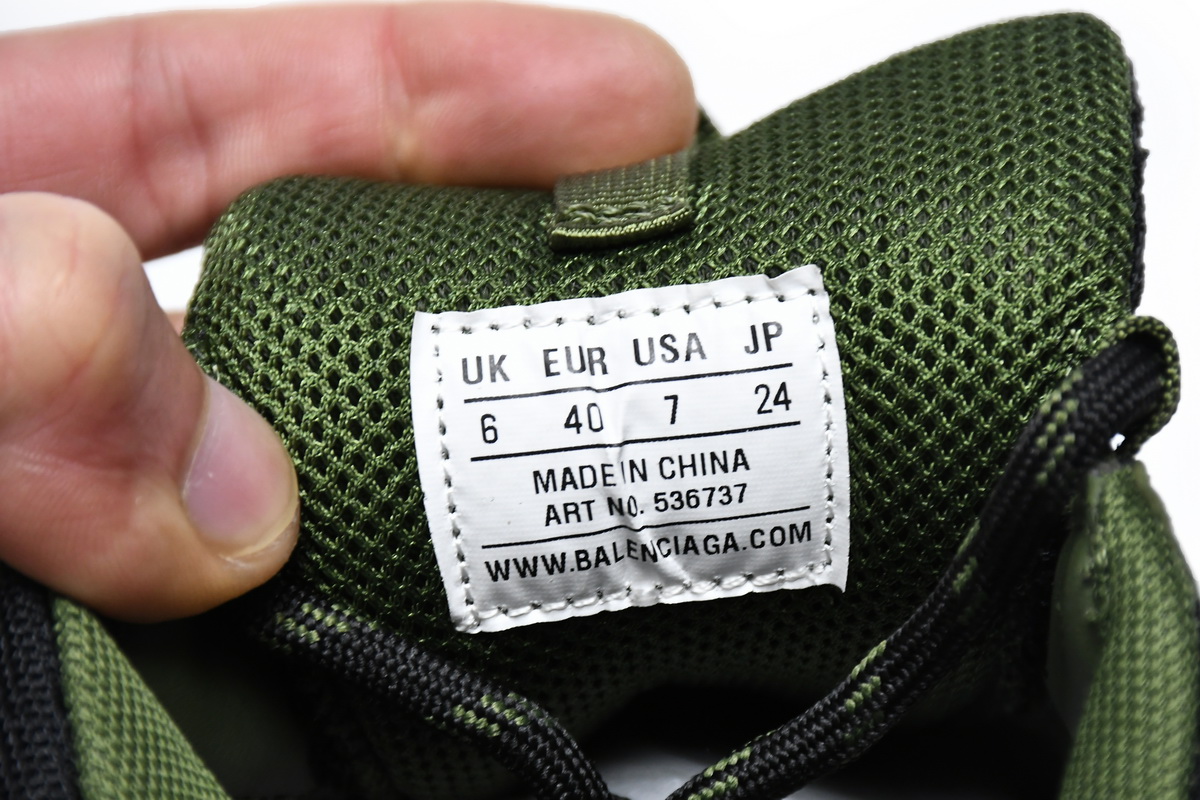 UK EUR USA JP
6 40 7 24
MADE IN CHINA
ART NO. 536737
WWW.BALENCIAGA.COM